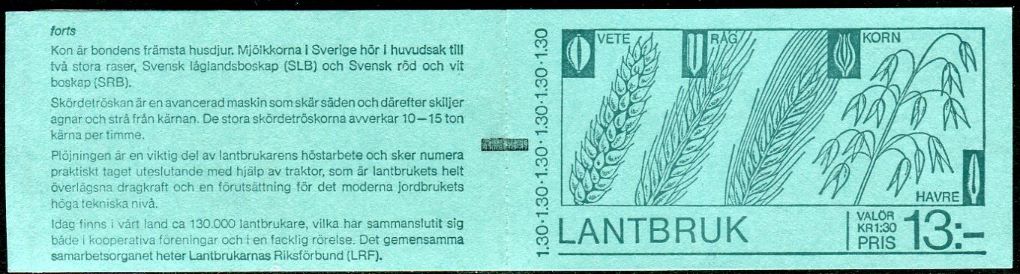 forts
Kon är bondens främsta husdjur. Mjölkkorna i Sverige hör i huvudsak till
två stora raser, Svensk låglandsboskap (SLB) och Svensk röd och vit
boskap (SRB).
Skördetröskan är en avancerad maskin som skär säden och därefter skiljer
agnar och strå från kärnan. De stora skördetröskorna avverkar 10–15 ton
kärna per timme.
Plöjningen är en viktig del av lantbrukarens höstarbete och sker numera
praktiskt taget uteslutande med hjälp av traktor, som är lantbrukets helt
överlägsna dragkraft och en förutsättning för det moderna jordbrukets
höga tekniska nivå.
Idag finns i vårt land ca 130.000 lantbrukare, vilka har sammanslutit sig
både i kooperativa föreningar och i en facklig rörelse. Det gemensamma
samarbetsorganet heter Lantbrukarnas Riksförbund (LRF).
1.30·1.30·1.30·1.30·1.30·1.30
VETE
RÅG
KORN
HAVRE
LANTBRUK
VALÖR
KR1:30
PRIS 13:–